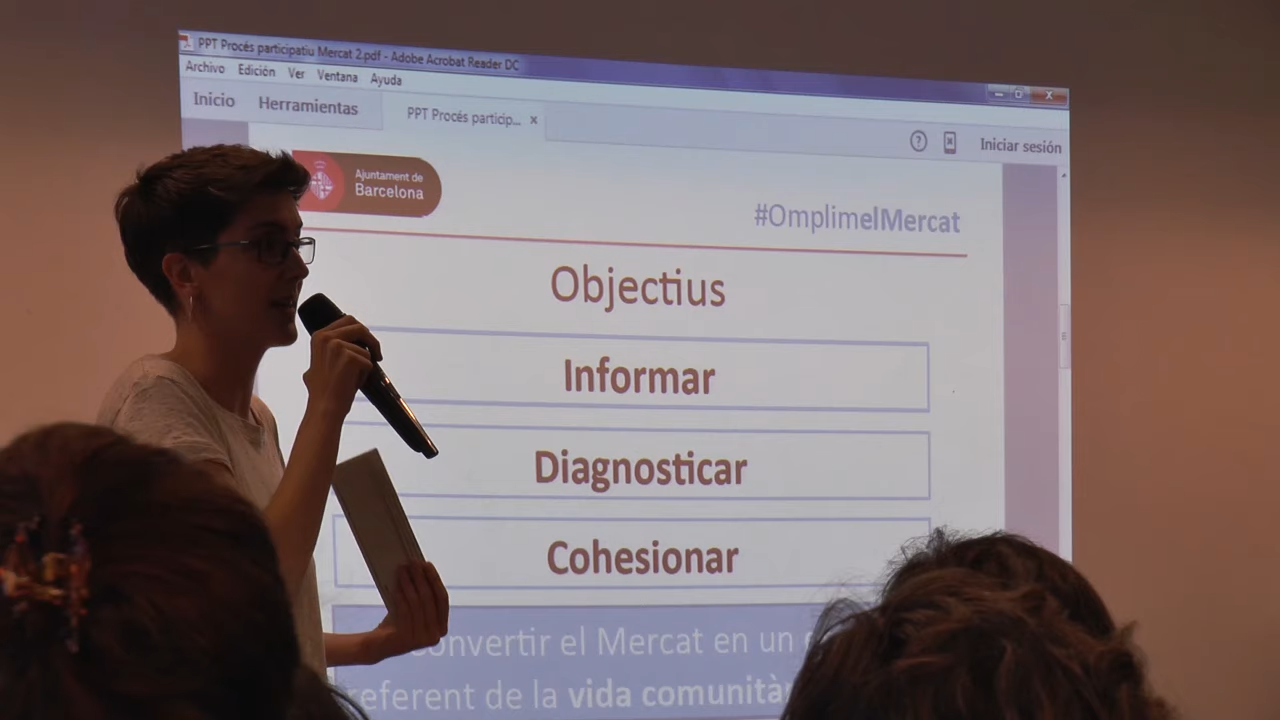 PPT Procés participatiu Mercat 2.pdf - Adobe Acrobat Reader DC
Archivo Edición Ver Ventana Ayuda
Inicio Herramientas PPT Procés particip... × ? Iniciar sesión
Ajuntament de
Barcelona
#OmplimelMercat
Objectius
Informar
Diagnosticar
Cohesionar
convertir el Mercat en un
referent de la vida